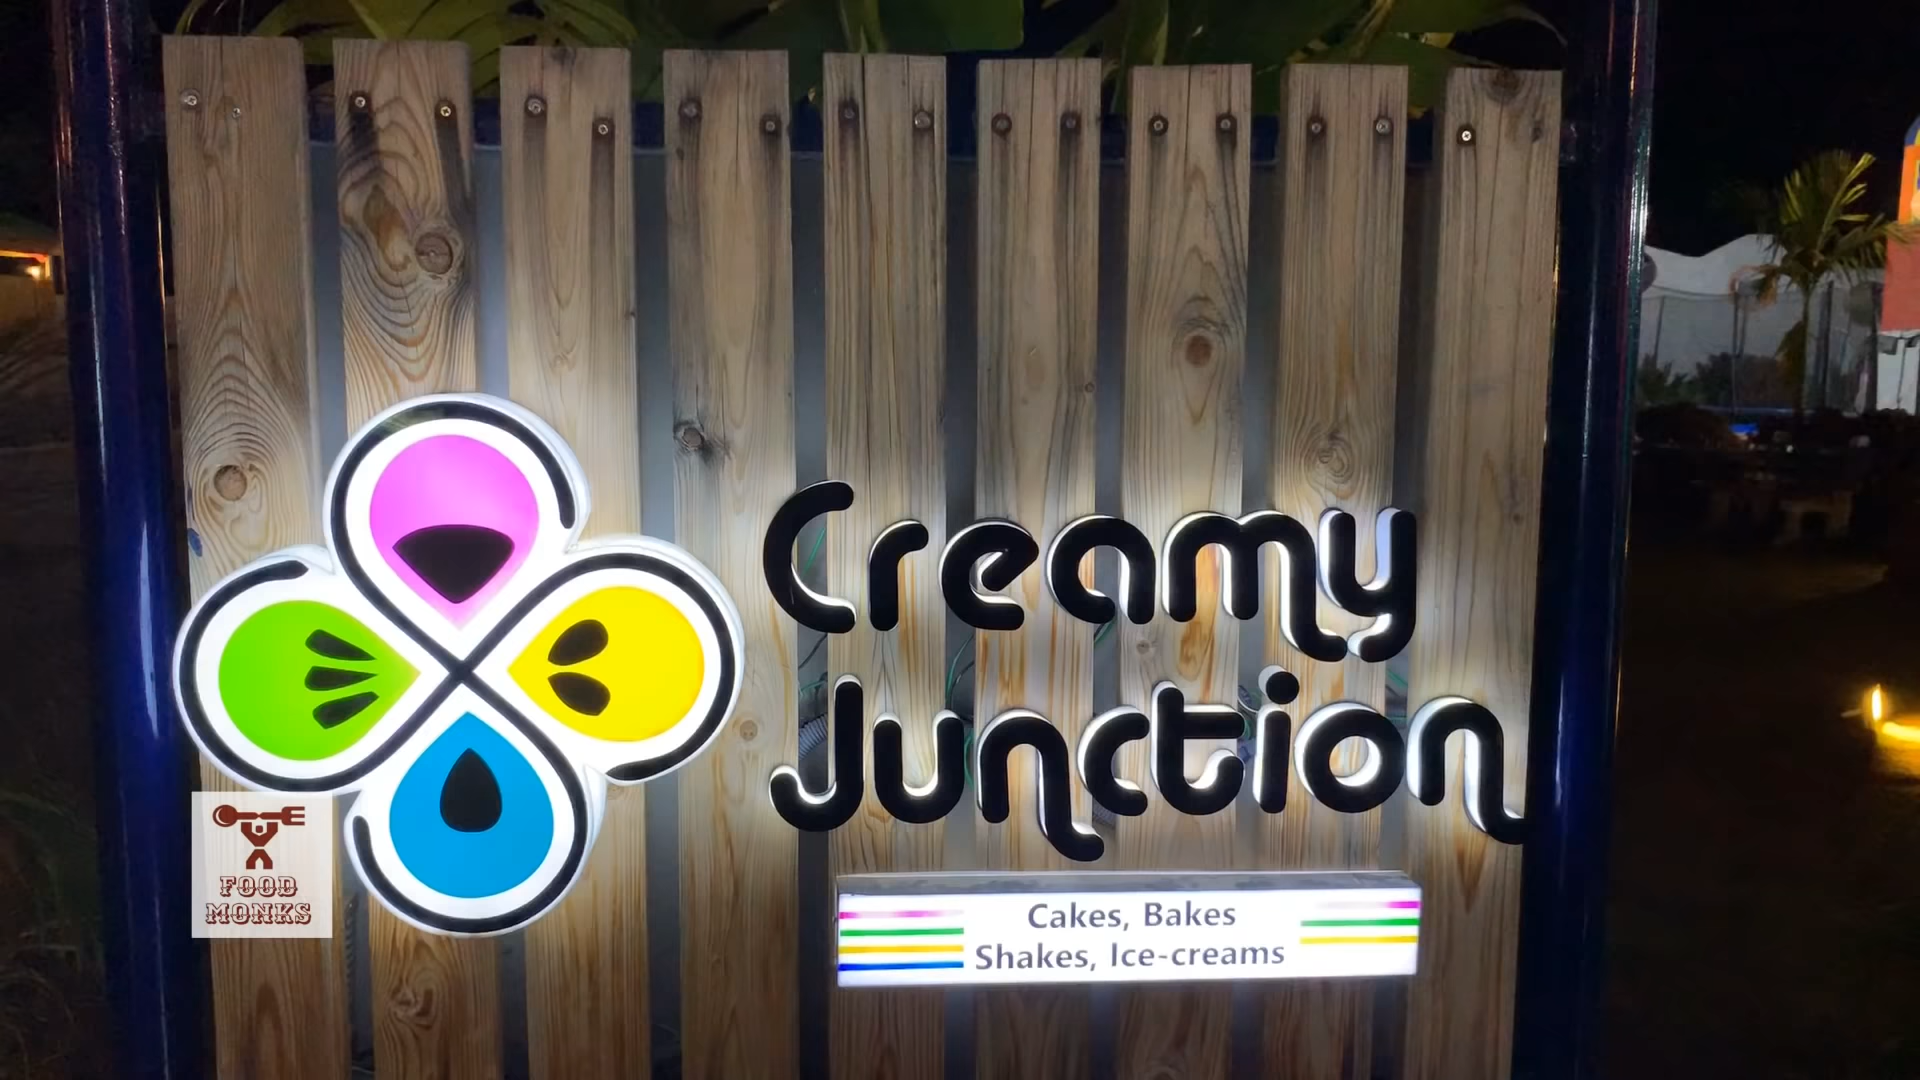 Creamy
Junction
Cakes, Bakes
Shakes, Ice-creams
FOOD
MONKS